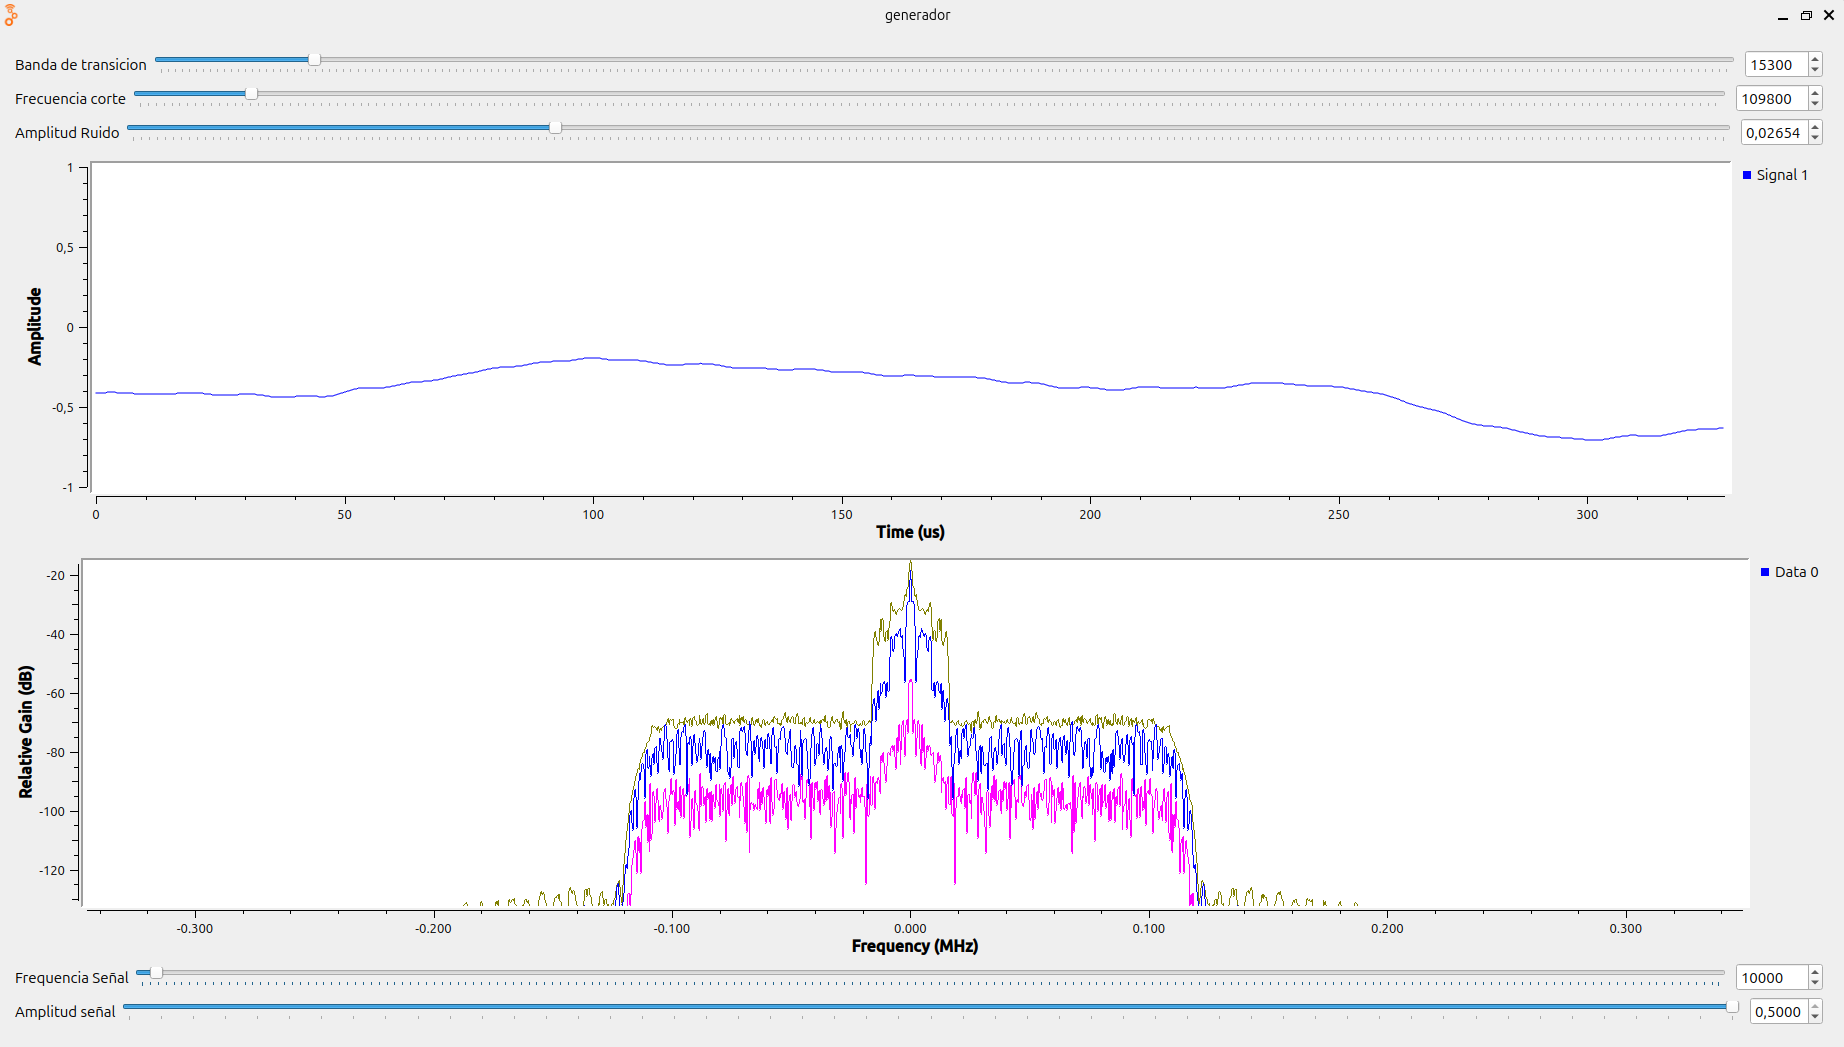 generador
Banda de transicion 15300
Frecuencia corte 109800
Amplitud Ruido 0,02654
1
0,5
0
-0,5
-1
Amplitude
Signal 1
0 50 100 150 200 250 300
Time (us)
-20
-40
-60
-80
-100
-120
Relative Gain (dB)
Data 0
-0.300 -0.200 -0.100 0.000 0.100 0.200 0.300
Frequency (MHz)
Frequencia Señal 10000
Amplitud señal 0,5000